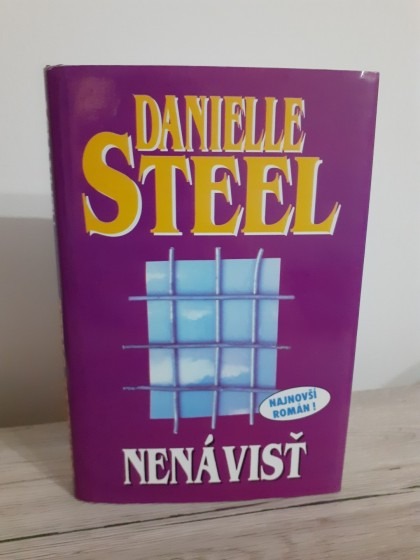 DANIELLE
STEEL
NAJNOVŠÍ
ROMÁN!
NENÁVISŤ